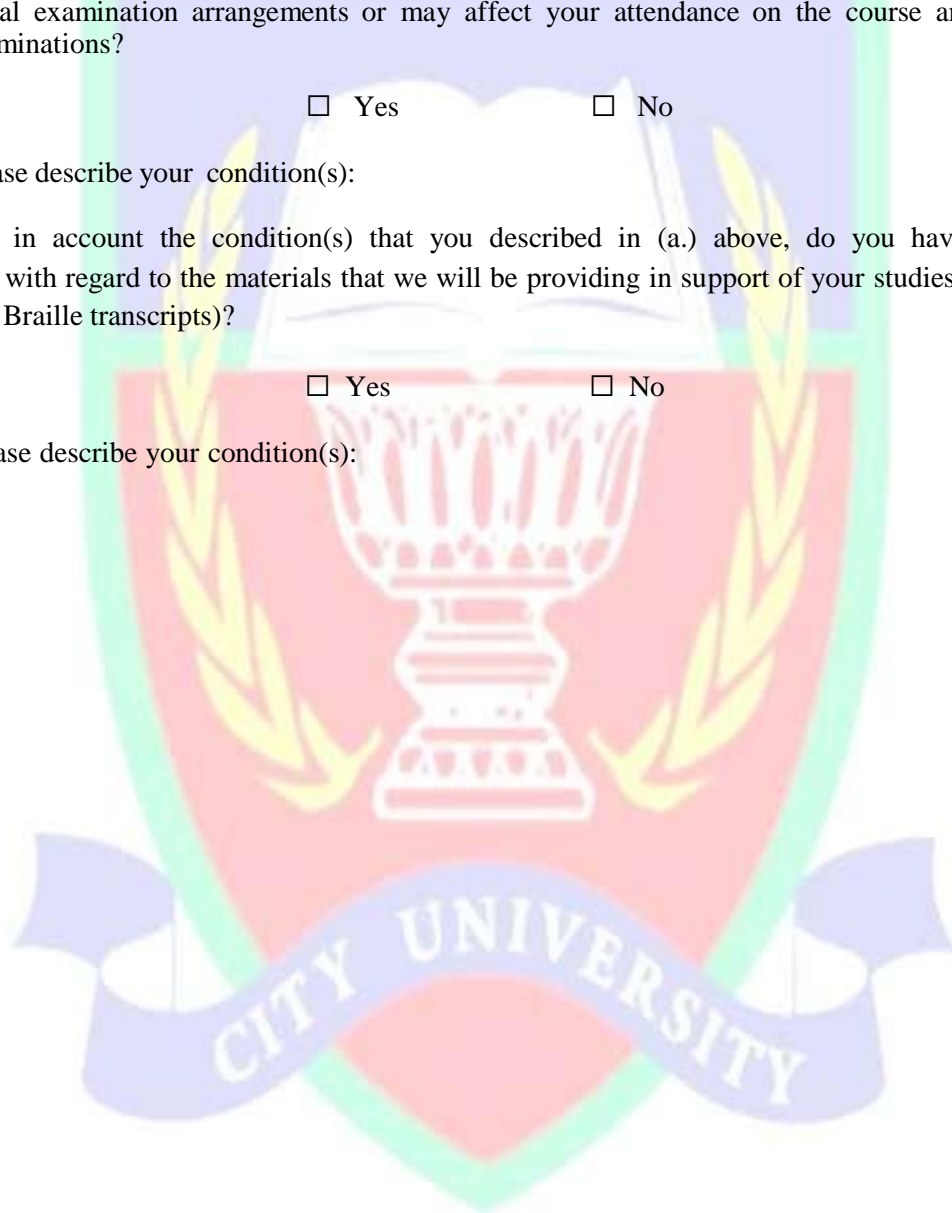 al examination arrangements or may affect your attendance on the course an
minations?
☐ Yes ☐ No
ase describe your condition(s):
in account the condition(s) that you described in (a.) above, do you hav
with regard to the materials that we will be providing in support of your studies
Braille transcripts)?
☐ Yes ☐ No
ase describe your condition(s):
CITY UNIVERSITY